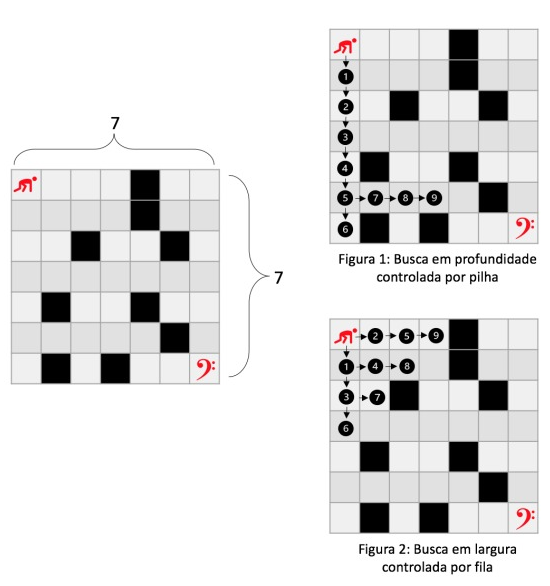 7
7
1
2
3
4
5 7 8 9
6
Figura 1: Busca em profundidade
controlada por pilha
2 5 9
1 4 8
3 7
6
Figura 2: Busca em largura
controlada por fila